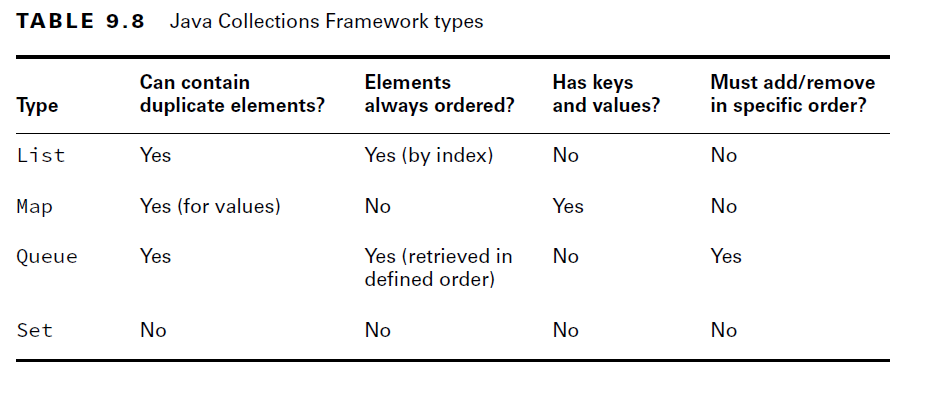 TABLE 9.8 Java Collections Framework types
Type Can contain duplicate elements? Elements always ordered? Has keys and values? Must add/remove in specific order?
List Yes Yes (by index) No No
Map Yes (for values) No Yes No
Queue Yes Yes (retrieved in defined order) No Yes
Set No No No No